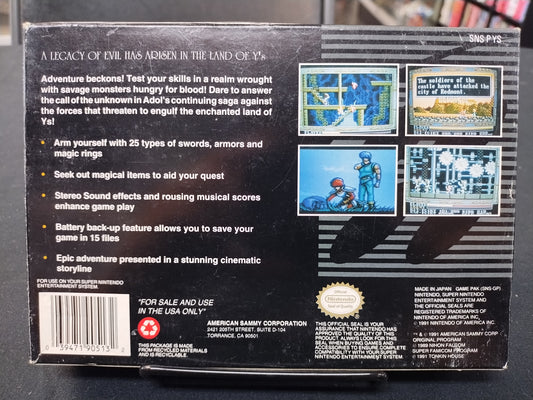 SNS P YS
A LEGACY OF EVIL HAS ARISEN IN THE LAND OF Y's
Adventure beckons! Test your skills in a realm wrought
with savage monsters hungry for blood! Dare to answer
the call of the unknown in Adol's continuing saga against
the forces that threaten to engulf the enchanted land of
Ys!
• Arm yourself with 25 types of swords, armors and
magic rings
• Seek out magical items to aid your quest
• Stereo Sound effects and rousing musical scores
enhance game play
• Battery back-up feature allows you to save your
game in 15 files
• Epic adventure presented in a stunning cinematic
storyline
The soldiers of the
castle have attacked the
city of Redmont.
FOR USE ON YOUR SUPER NINTENDO
ENTERTAINMENT SYSTEM.
0 39471 90513 2
"FOR SALE AND USE
IN THE USA ONLY"
THIS PACKAGE IS MADE
FROM RECYCLED MATERIALS
AND IS RECYCLABLE.
AMERICAN SAMMY CORPORATION
2421 205TH STREET, SUITE D-104
TORRANCE, CA 90501
Official
Nintendo
Seal of Quality
THIS OFFICIAL SEAL IS YOUR
ASSURANCE THAT NINTENDO
HAS APPROVED THE QUALITY OF
THIS PRODUCT. ALWAYS LOOK FOR THIS
SEAL WHEN BUYING GAMES AND
ACCESSORIES TO ENSURE COMPLETE
COMPATIBILITY WITH YOUR SUPER
NINTENDO ENTERTAINMENT SYSTEM.
MADE IN JAPAN GAME PAK (SNS-GP)
NINTENDO, SUPER NINTENDO
ENTERTAINMENT SYSTEM AND
THE OFFICIAL SEALS ARE
REGISTERED TRADEMARKS OF
NINTENDO OF AMERICA INC.
© 1991 NINTENDO OF AMERICA INC.
™ & © 1991 AMERICAN SAMMY CORP.
ORIGINAL PROGRAM
© 1989 NIHON FALCOM
SUPER FAMICOM PROGRAM
© 1991 TONKIN HOUSE